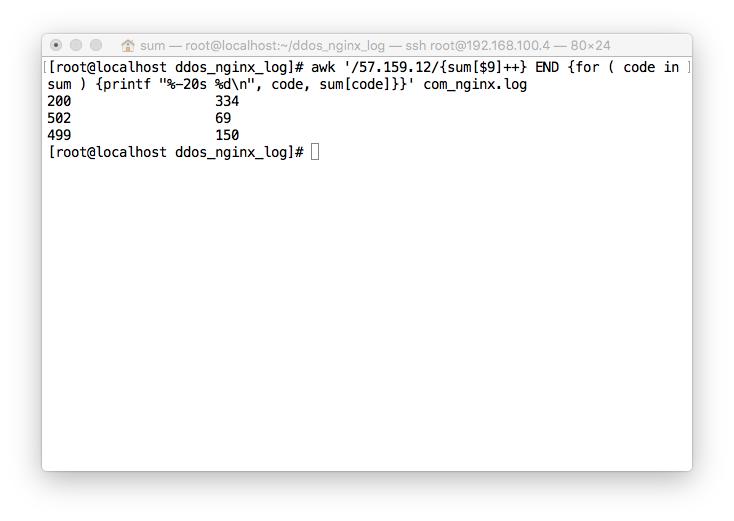 sum — root@localhost:~/ddos_nginx_log — ssh root@192.168.100.4 — 80×24
[root@localhost ddos_nginx_log]# awk '/57.159.12/{sum[$9]++} END {for ( code in
sum ) {printf "%-20s %d\n", code, sum[code]}}' com_nginx.log
200                  334
502                  69
499                  150
[root@localhost ddos_nginx_log]#